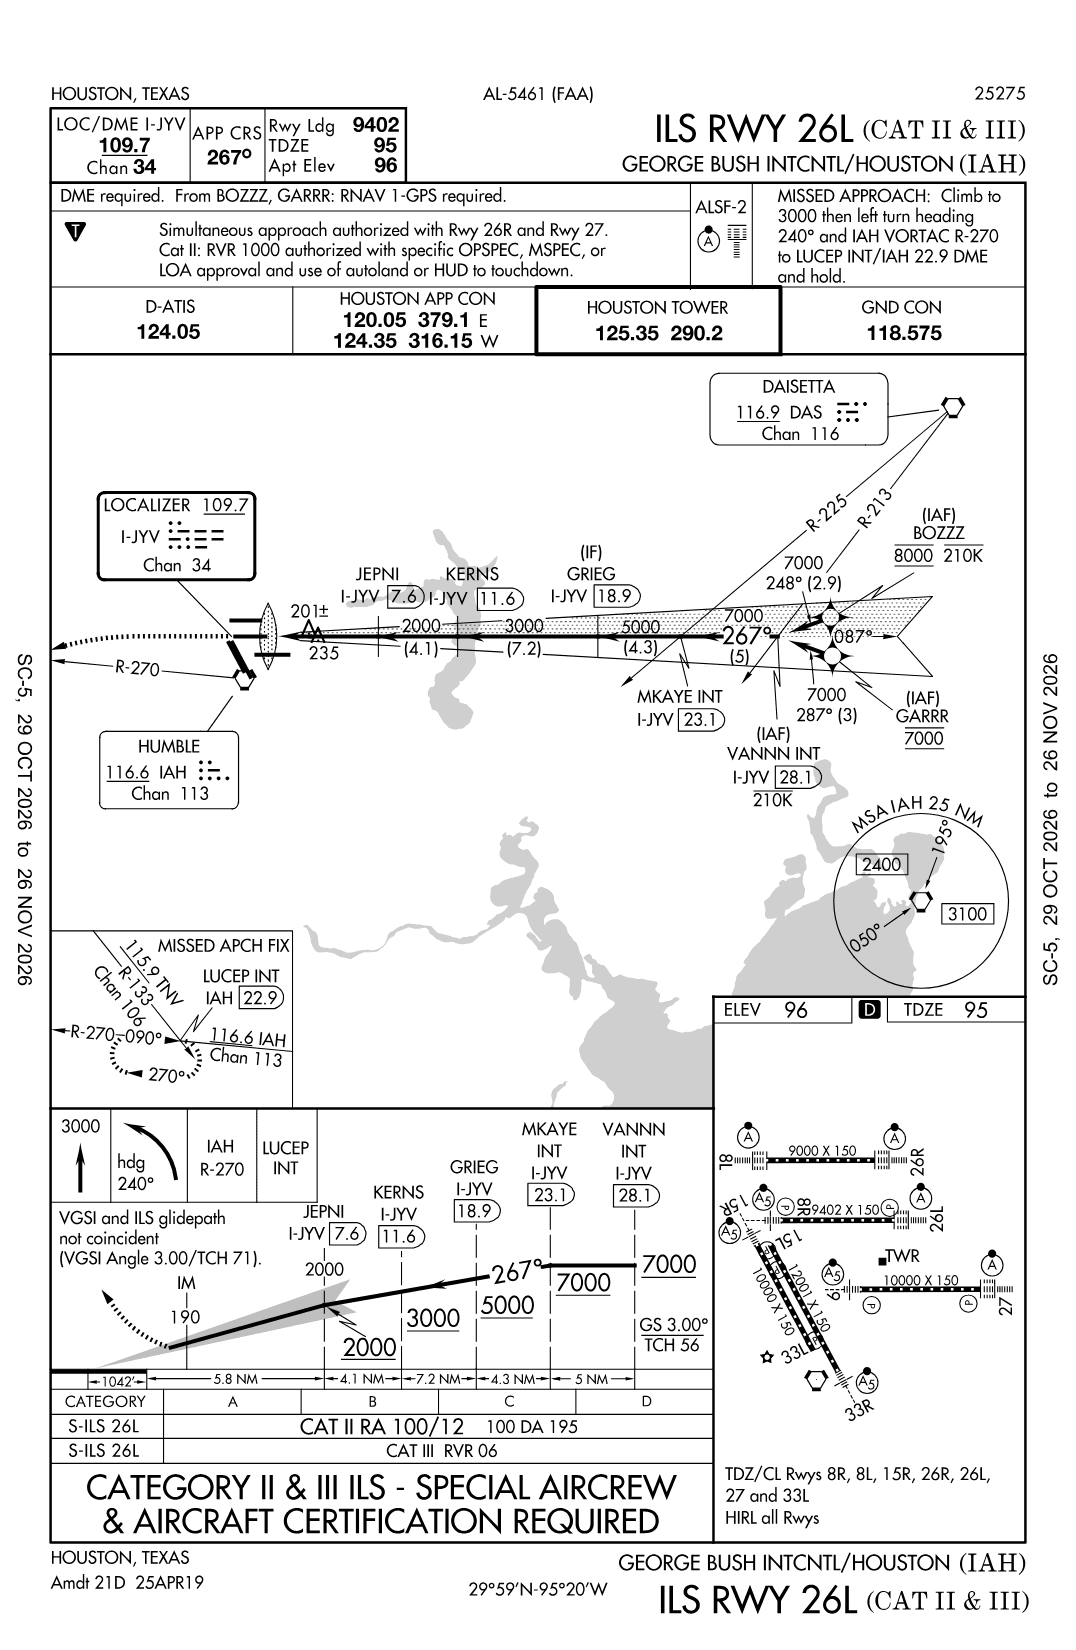 HOUSTON, TEXAS
AL-5461 (FAA)
25275
LOC/DME I-JYV
109.7
Chan 34
APP CRS
267°
Rwy Ldg 9402
TDZE 95
Apt Elev 96
ILS RWY 26L (CAT II & III)
GEORGE BUSH INTCNTL/HOUSTON (IAH)
DME required. From BOZZZ, GARRR: RNAV 1-GPS required.
T
Simultaneous approach authorized with Rwy 26R and Rwy 27.
Cat II: RVR 1000 authorized with specific OPSPEC, MSPEC, or
LOA approval and use of autoland or HUD to touchdown.
ALSF-2
A
MISSED APPROACH: Climb to
3000 then left turn heading
240° and IAH VORTAC R-270
to LUCEP INT/IAH 22.9 DME
and hold.
D-ATIS
124.05
HOUSTON APP CON
120.05 379.1 E
124.35 316.15 W
HOUSTON TOWER
125.35 290.2
GND CON
118.575
DAISETTA
116.9 DAS
Chan 116
R-225
R-213
LOCALIZER 109.7
I-JYV
Chan 34
(IAF)
BOZZZ
8000 210K
7000
248° (2.9)
(IF)
GRIEG
I-JYV 18.9
JEPNI
I-JYV 7.6
KERNS
I-JYV 11.6
201±
235
2000
(4.1)
3000
(7.2)
5000
(4.3)
7000
267°
(5)
087°
R-270
MKAYE INT
I-JYV 23.1
7000
287° (3)
(IAF)
GARRR
7000
(IAF)
VANNN INT
I-JYV 28.1
210K
HUMBLE
116.6 IAH
Chan 113
MSA IAH 25 NM
195°
2400
3100
050°
SC-5, 29 OCT 2026 to 26 NOV 2026
SC-5, 29 OCT 2026 to 26 NOV 2026
MISSED APCH FIX
115.9 TNV
R-133
Chan 106
LUCEP INT
IAH 22.9
R-270
090°
116.6 IAH
Chan 113
270°
ELEV 96
D
TDZE 95
3000
hdg
240°
IAH
R-270
LUCEP
INT
VGSI and ILS glidepath
not coincident
(VGSI Angle 3.00/TCH 71).
JEPNI
I-JYV 7.6
KERNS
I-JYV
11.6
GRIEG
I-JYV
18.9
MKAYE
INT
I-JYV
23.1
VANNN
INT
I-JYV
28.1
IM
190
2000
2000
3000
5000
267°
7000
7000
GS 3.00°
TCH 56
1042'
5.8 NM
4.1 NM
7.2 NM
4.3 NM
5 NM
CATEGORY A B C D
S-ILS 26L CAT II RA 100/12 100 DA 195
S-ILS 26L CAT III RVR 06
CATEGORY II & III ILS - SPECIAL AIRCREW
& AIRCRAFT CERTIFICATION REQUIRED
A
A
8L
9000 X 150
26R
A5
P
8R
9402 X 150
P
A
26L
15R
A5
15L
TWR
A5
9
10000 X 150
P
P
A
27
12001 X 150
10000 X 150
33L
A5
33R
TDZ/CL Rwys 8R, 8L, 15R, 26R, 26L,
27 and 33L
HIRL all Rwys
HOUSTON, TEXAS
Amdt 21D 25APR19
29°59'N-95°20'W
GEORGE BUSH INTCNTL/HOUSTON (IAH)
ILS RWY 26L (CAT II & III)